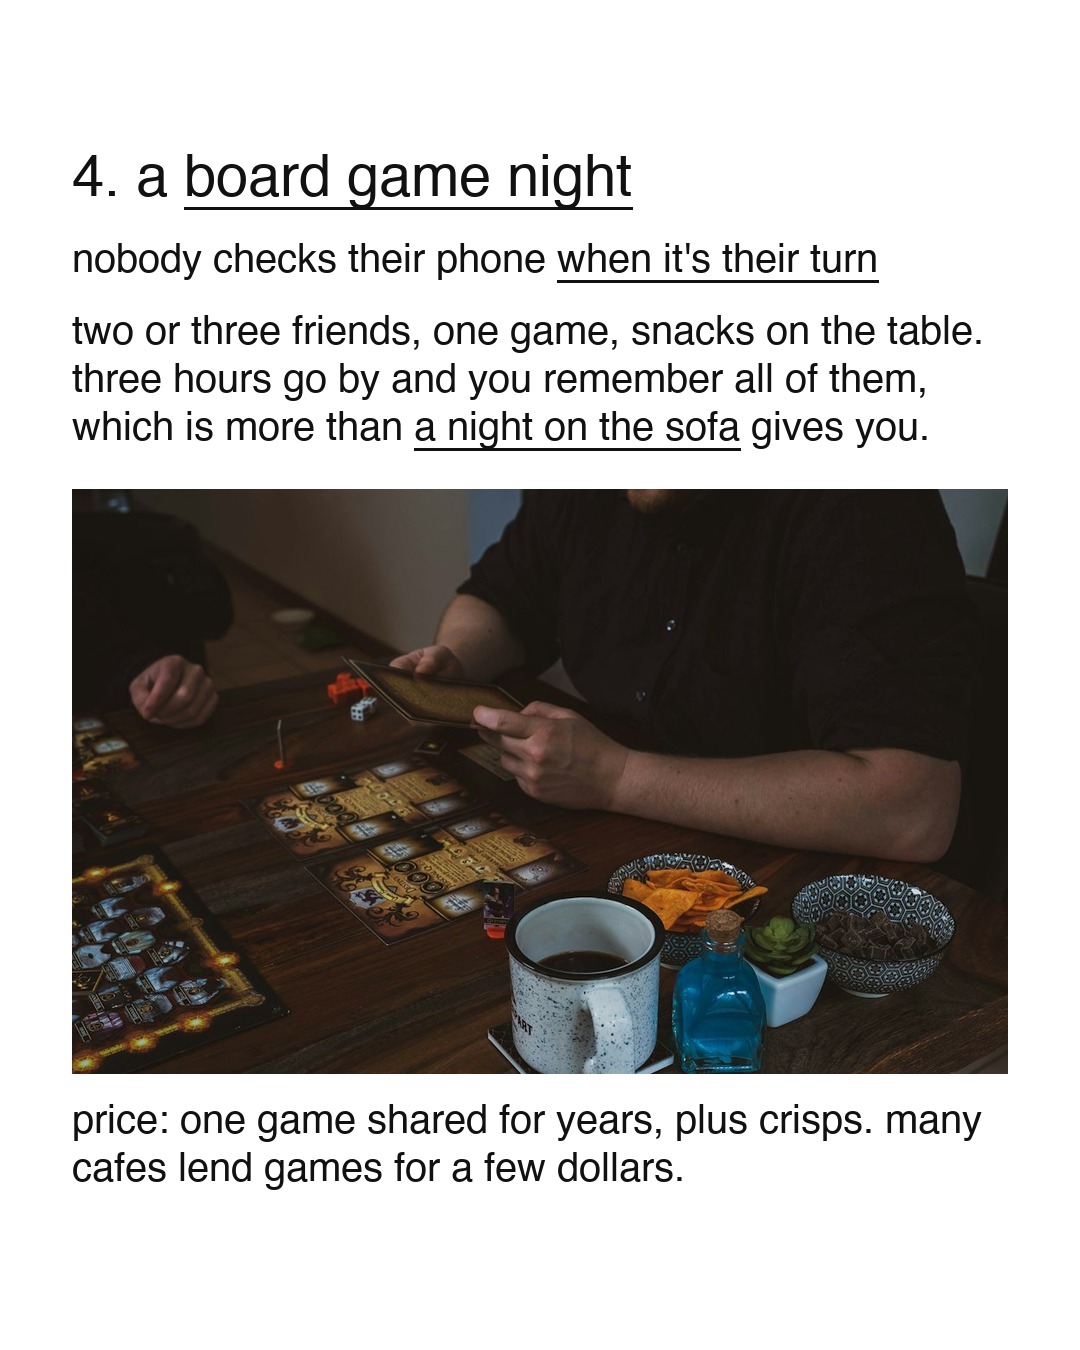 4. a board game night
nobody checks their phone when it's their turn
two or three friends, one game, snacks on the table.
three hours go by and you remember all of them,
which is more than a night on the sofa gives you.
price: one game shared for years, plus crisps. many
cafes lend games for a few dollars.